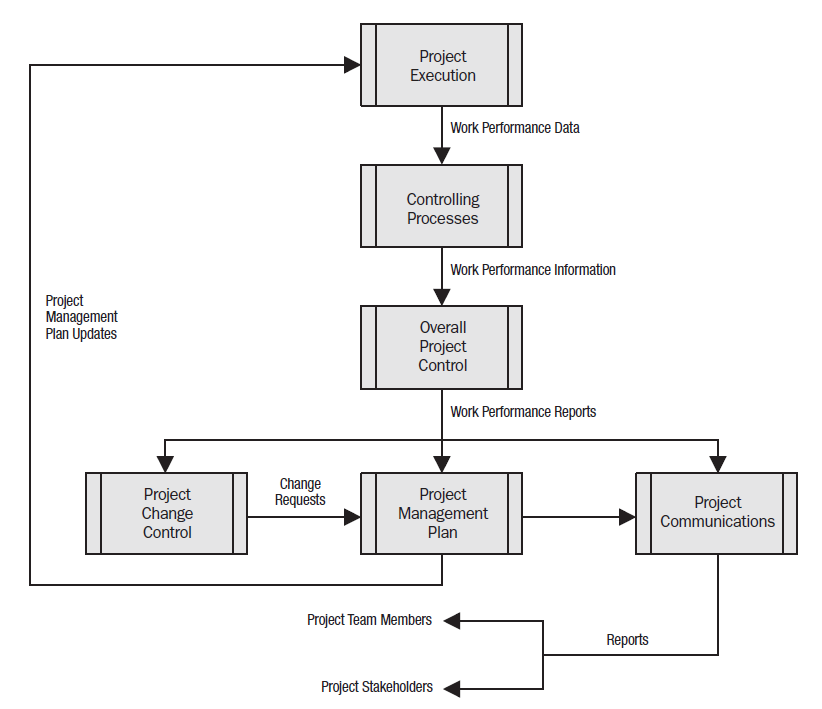 Project
Execution
Work Performance Data
Controlling
Processes
Work Performance Information
Project
Management
Plan Updates
Overall
Project
Control
Work Performance Reports
Project
Change
Control
Change
Requests
Project
Management
Plan
Project
Communications
Project Team Members
Reports
Project Stakeholders